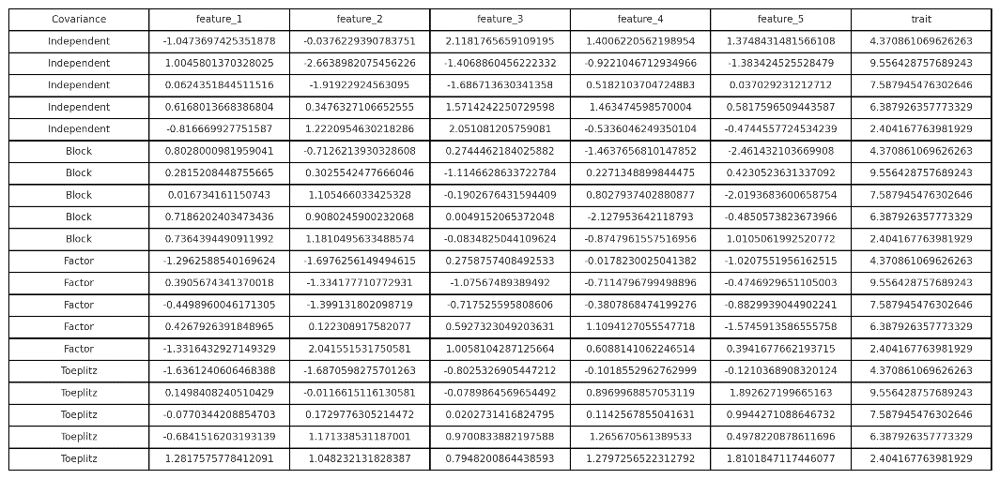 Covariance feature_1 feature_2 feature_3 feature_4 feature_5 trait
Independent -1.0473697425351878 -0.0376229390783751 2.1181765659109195 1.4006220562198954 1.3748431481566108 4.370861069626263
Independent 1.0045801370328025 -2.6638982075456226 -1.4068860456222332 -0.9221046712934966 -1.383424525528479 9.556428757689243
Independent 0.0624351844511516 -1.91922924563095 -1.686713630341358 0.5182103704724883 0.037029231212712 7.587945476302646
Independent 0.6168013668386804 0.3476327106652555 1.5714242250729598 1.463474598570004 0.5817596509443587 6.387926357773329
Independent -0.816669927751587 1.2220954630218286 2.051081205759081 -0.5336046249350104 -0.4744557724534239 2.404167763981929
Block 0.8028000981959041 -0.7126213930328608 0.2744462184025882 -1.4637656810147852 -2.461432103669908 4.370861069626263
Block 0.2815208448755665 0.3025542477666046 -1.1146628633722784 0.2271348899844475 0.4230523631337092 9.556428757689243
Block 0.016734161150743 1.105466033425328 -0.1902676431594409 0.8027937402880877 -2.0193683600658754 7.587945476302646
Block 0.7186202403473436 0.9080245900232068 0.0049152065372048 -2.127953642118793 -0.4850573823673966 6.387926357773329
Block 0.7364394490911992 1.1810495633488574 -0.0834825044109624 -0.8747961557516956 1.0105061992520772 2.404167763981929
Factor -1.2962588540169624 -1.6976256149494615 0.2758757408492533 -0.0178230025041382 -1.0207551956162515 4.370861069626263
Factor 0.3905674341370018 -1.334177710772931 -1.07567489389492 -0.7114796799498896 -0.4746929651105003 9.556428757689243
Factor -0.4498960046171305 -1.399131802098719 -0.717525595808606 -0.3807868474199276 -0.8829939044902241 7.587945476302646
Factor 0.4267926391848965 0.122308917582077 0.5927323049203631 1.1094127055547718 -1.5745913586555758 6.387926357773329
Factor -1.3316432927149329 2.041551531750581 1.0058104287125664 0.6088141062246514 0.3941677662193715 2.404167763981929
Toeplitz -1.6361240606468388 -1.6870598275701263 -0.8025326905447212 -0.1018552962762999 -0.1210368908320124 4.370861069626263
Toeplitz 0.1498408240510429 -0.0116615116130581 -0.0789864569654492 0.8969968857053119 1.892627199665163 9.556428757689243
Toeplitz -0.0770344208854703 0.1729776305214472 0.0202731416824795 0.1142567855041631 0.9944271088646732 7.587945476302646
Toeplitz -0.6841516203193139 1.171338531187001 0.9700833882197588 1.265670561389533 0.4978220878611696 6.387926357773329
Toeplitz 1.2817575778412091 1.048232131828387 0.7948200864438593 1.2797256522312792 1.8101847117446077 2.404167763981929